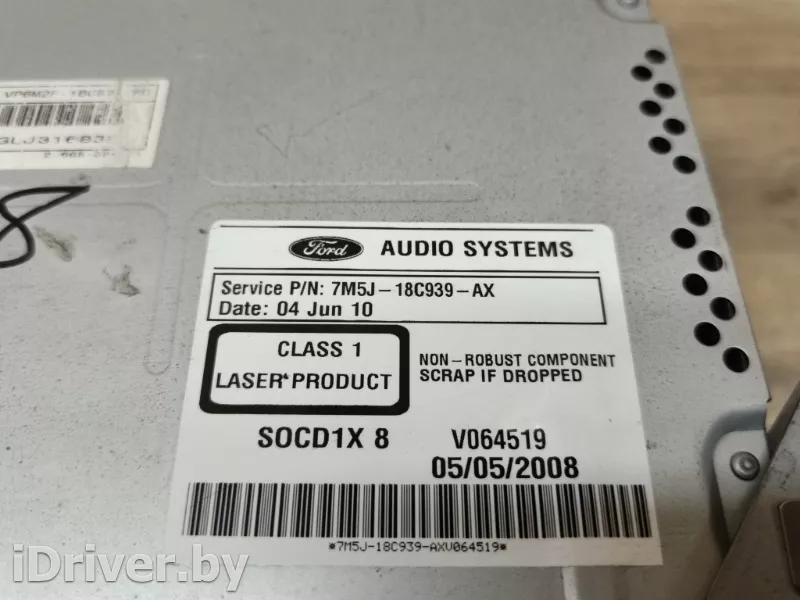 8
Ford AUDIO SYSTEMS
Service P/N: 7M5J-18C939-AX
Date: 04 Jun 10
CLASS 1
LASER PRODUCT
NON-ROBUST COMPONENT
SCRAP IF DROPPED
SOCD1X 8 V064519
05/05/2008
*7M5J-18C939-AXV064519*
iDriver.by